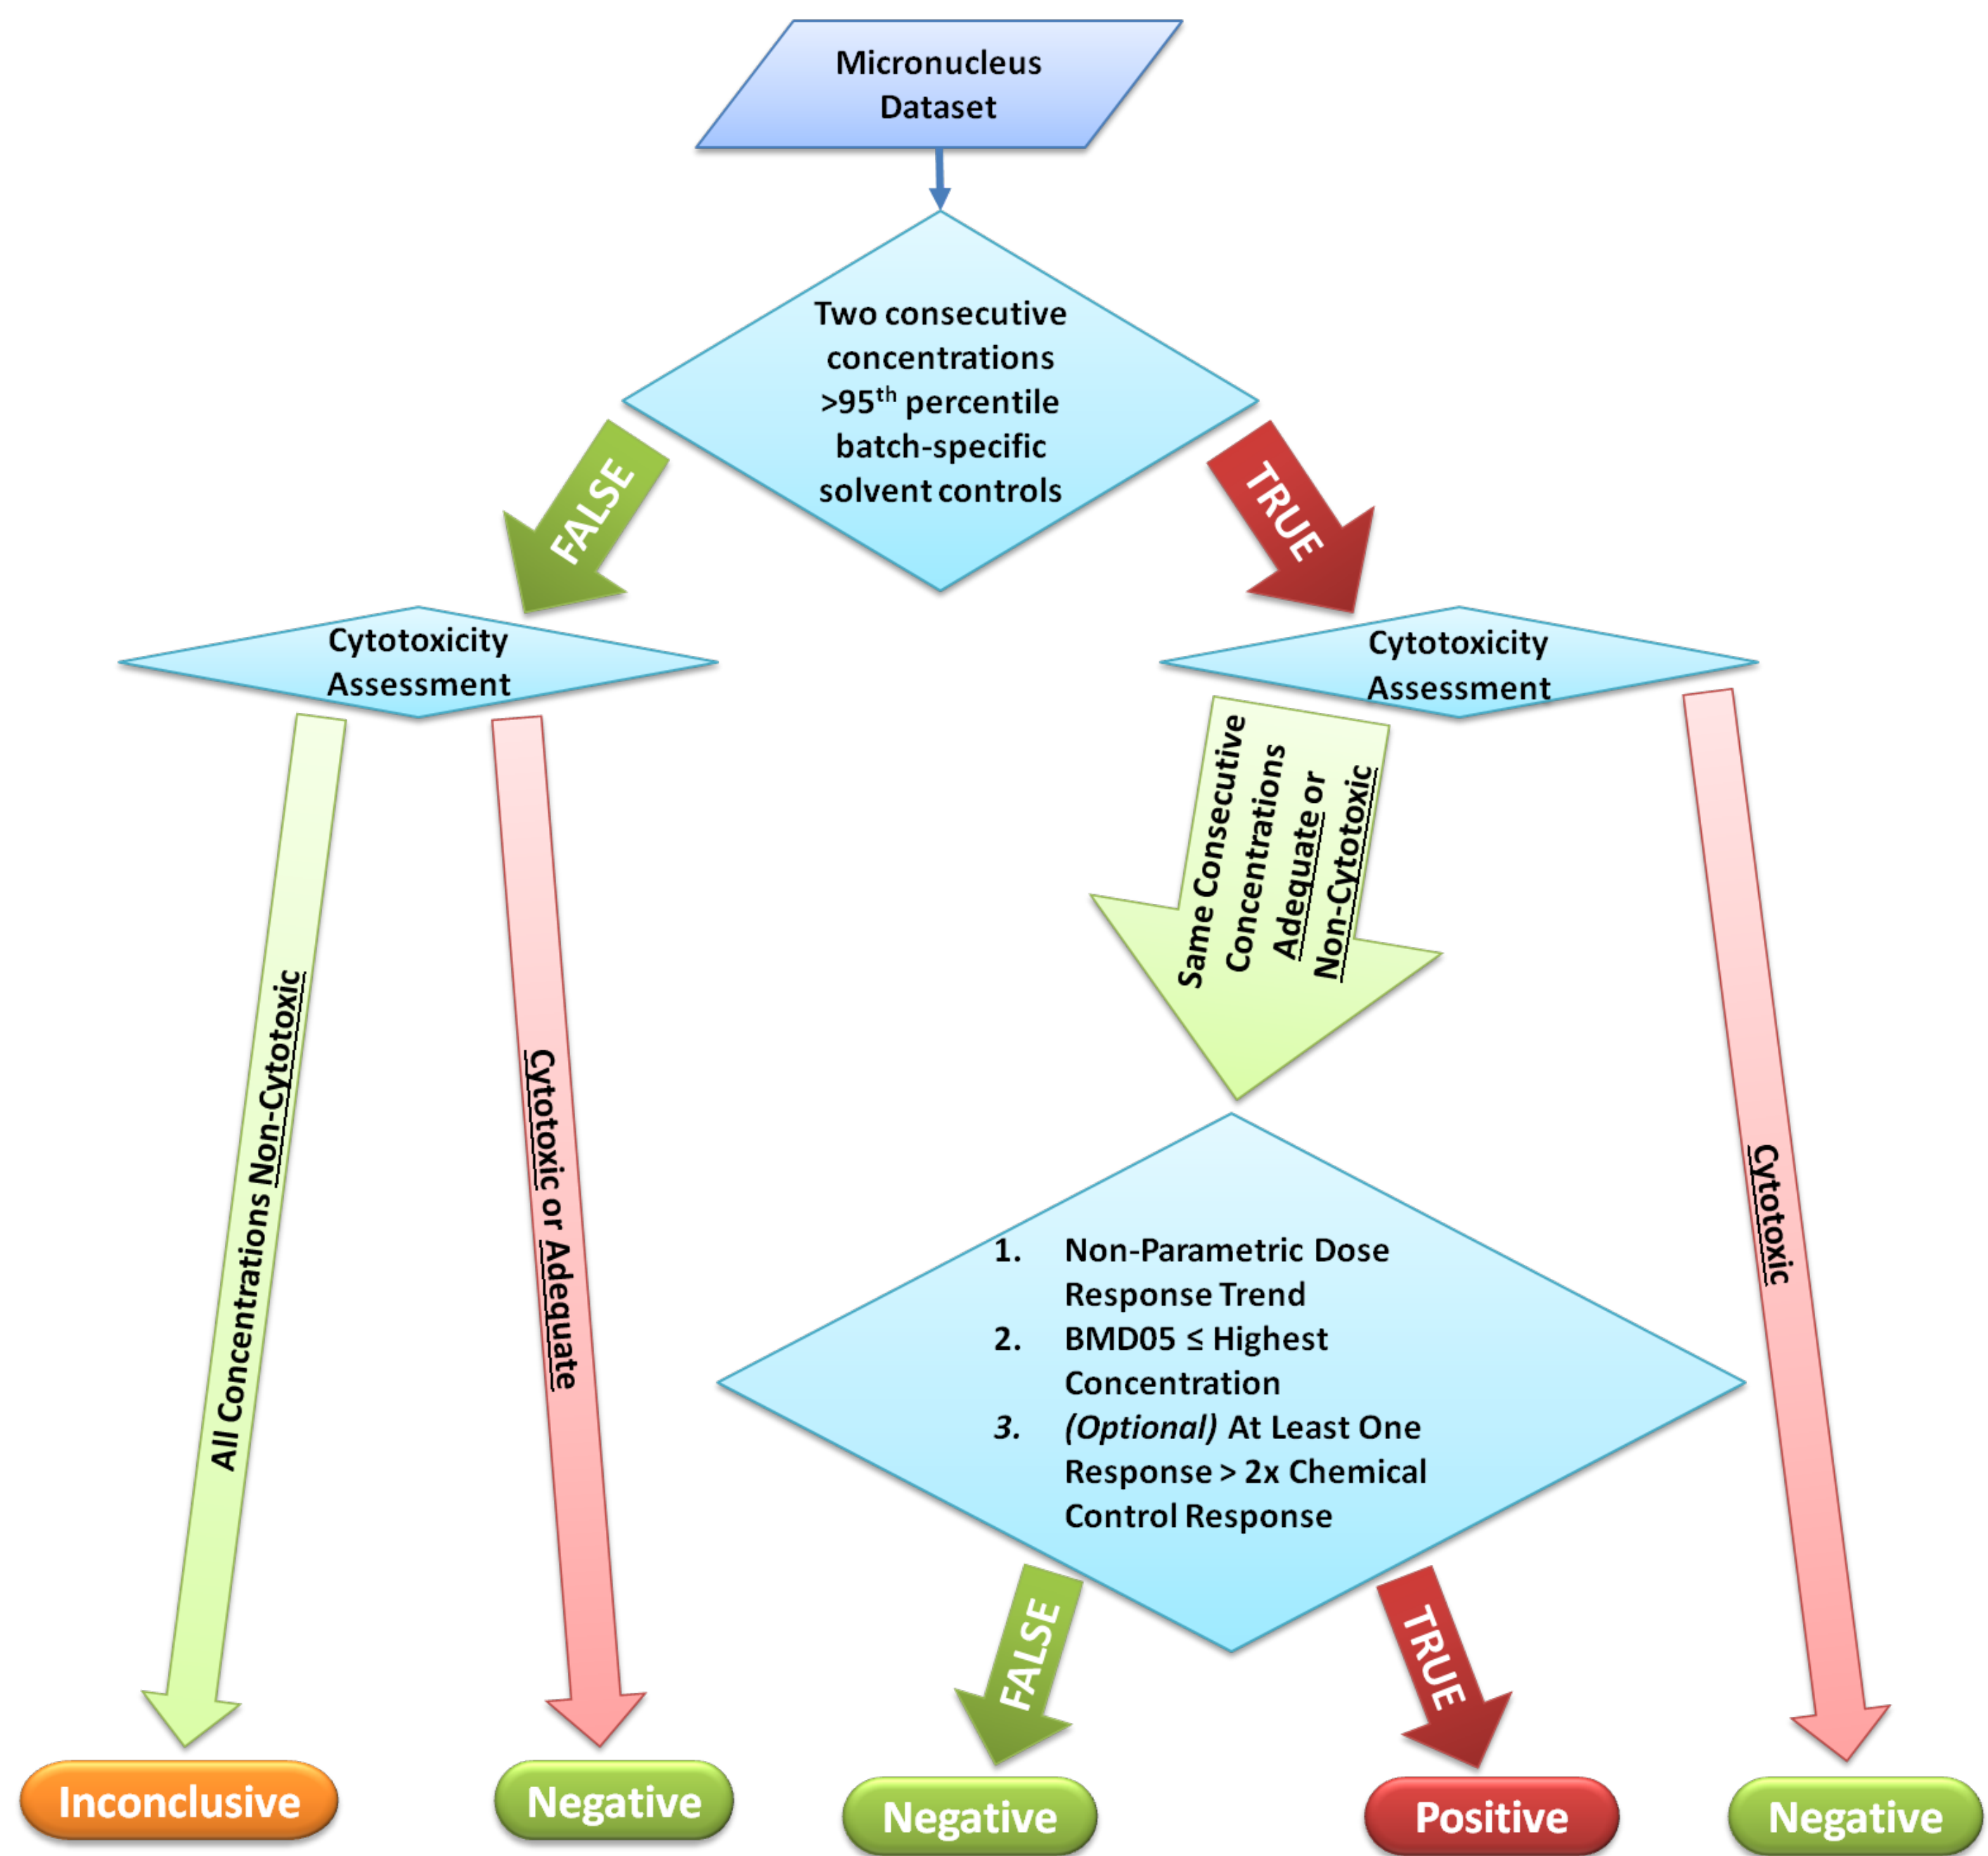 Micronucleus
Dataset
Two consecutive
concentrations
>95th percentile
batch-specific
solvent controls
FALSE
TRUE
Cytotoxicity
Assessment
Cytotoxicity
Assessment
All Concentrations Non-Cytotoxic
Cytotoxic or Adequate
Same Consecutive
Concentrations
Adequate or
Non-Cytotoxic
Cytotoxic
1. Non-Parametric Dose
Response Trend
2. BMD05 ≤ Highest
Concentration
3. (Optional) At Least One
Response > 2x Chemical
Control Response
FALSE
TRUE
Inconclusive
Negative
Negative
Positive
Negative